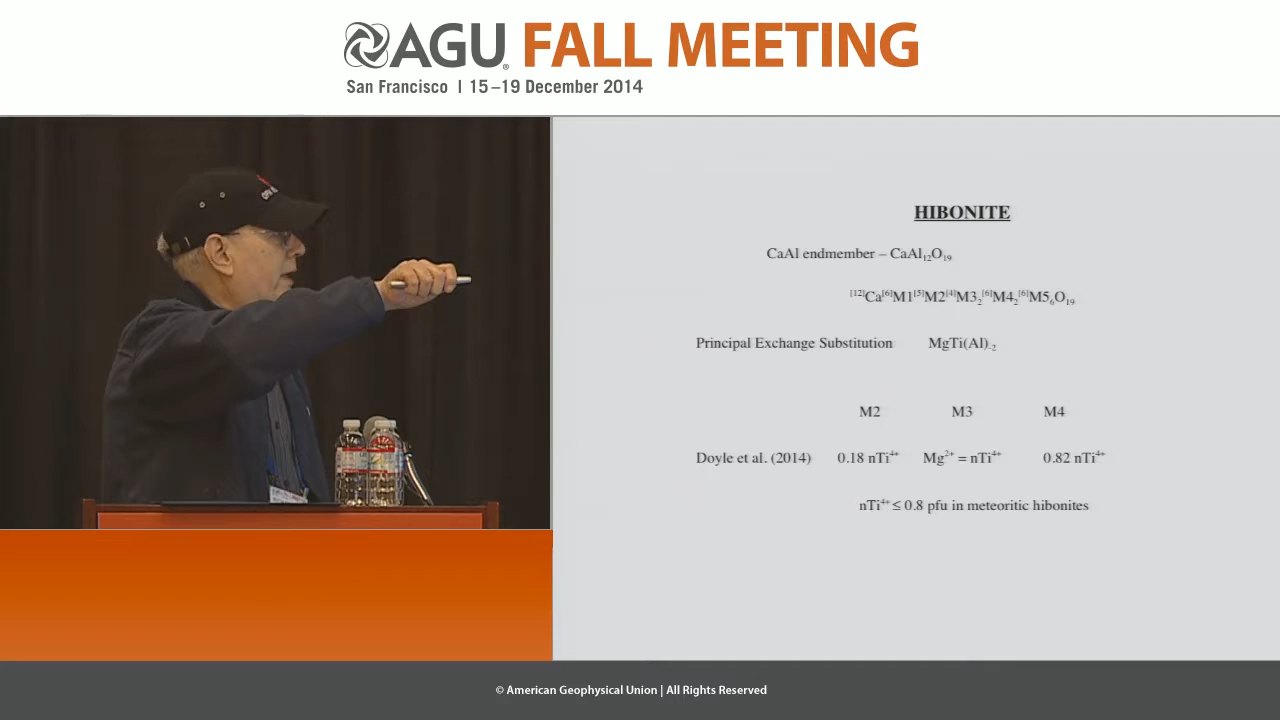 AGU® FALL MEETING
San Francisco | 15–19 December 2014
HIBONITE
CaAl endmember – CaAl₁₂O₁₉
[12]Ca[6]M1[5]M2[4]M3₂[6]M4₂[6]M5₆O₁₉
Principal Exchange Substitution MgTi(Al)₋₂
M2 M3 M4
Doyle et al. (2014) 0.18 nTi⁴⁺ Mg²⁺ = nTi⁴⁺ 0.82 nTi⁴⁺
nTi⁴⁺ ≤ 0.8 pfu in meteoritic hibonites
© American Geophysical Union | All Rights Reserved